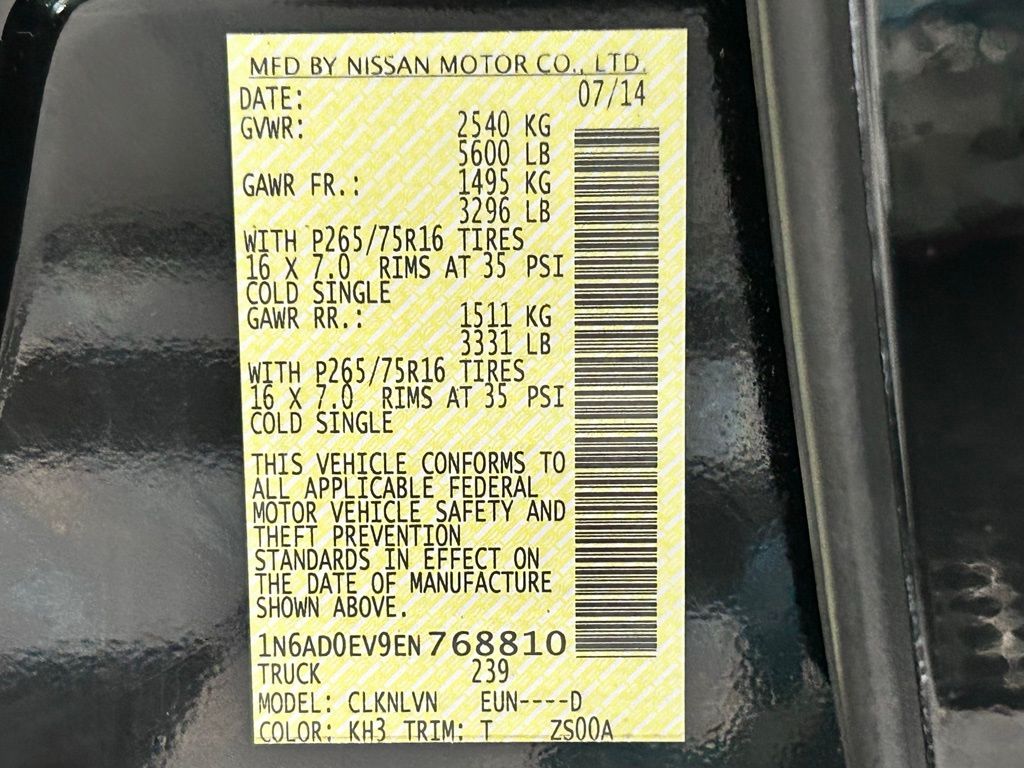 MFD BY NISSAN MOTOR CO., LTD.
DATE: 07/14
GVWR: 2540 KG
5600 LB
GAWR FR.: 1495 KG
3296 LB
WITH P265/75R16 TIRES
16 X 7.0 RIMS AT 35 PSI
COLD SINGLE
GAWR RR.: 1511 KG
3331 LB
WITH P265/75R16 TIRES
16 X 7.0 RIMS AT 35 PSI
COLD SINGLE
THIS VEHICLE CONFORMS TO
ALL APPLICABLE FEDERAL
MOTOR VEHICLE SAFETY AND
THEFT PREVENTION
STANDARDS IN EFFECT ON
THE DATE OF MANUFACTURE
SHOWN ABOVE.
1N6AD0EV9EN768810
TRUCK 239
MODEL: CLKNLVN EUN----D
COLOR: KH3 TRIM: T ZS00A